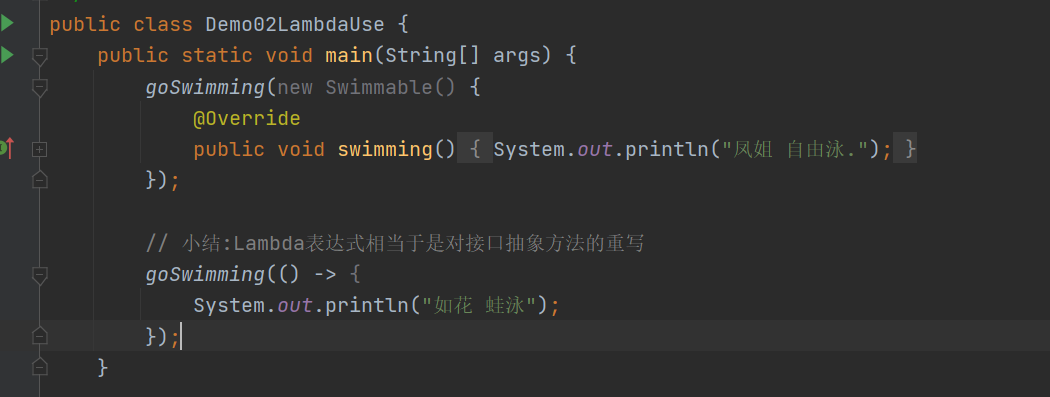 public class Demo02LambdaUse {
public static void main(String[] args) {
goSwimming(new Swimmable() {
@Override
public void swimming() { System.out.println("凤姐 自由泳."); }
});
// 小结:Lambda表达式相当于是对接口抽象方法的重写
goSwimming(() -> {
System.out.println("如花 蛙泳");
});
}